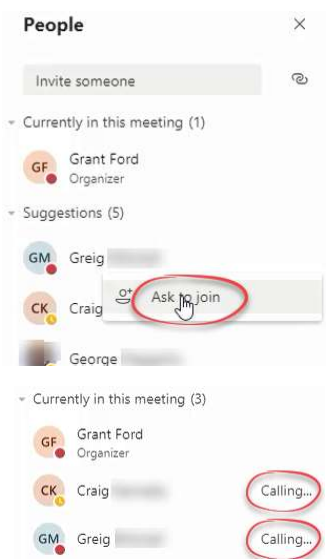 People
Invite someone
Currently in this meeting (1)
GF Grant Ford
Organizer
Suggestions (5)
GM Greig
Ask to join
CK Craig
George
Currently in this meeting (3)
GF Grant Ford
Organizer
CK Craig Calling...
GM Greig Calling...